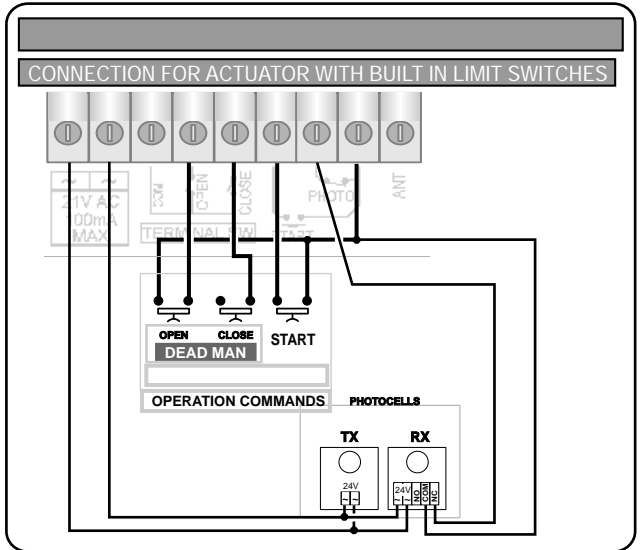 CONNECTION FOR ACTUATOR WITH BUILT IN LIMIT SWITCHES
~ ~
21V AC
100mA
MAX
COM
OPEN
CLOSE
TERMINAL SW
START
PHOTO
ANT
OPEN CLOSE
DEAD MAN
START
OPERATION COMMANDS
PHOTOCELLS
TX RX
24V
~ ~
24V
~ ~
NO
COM
NC